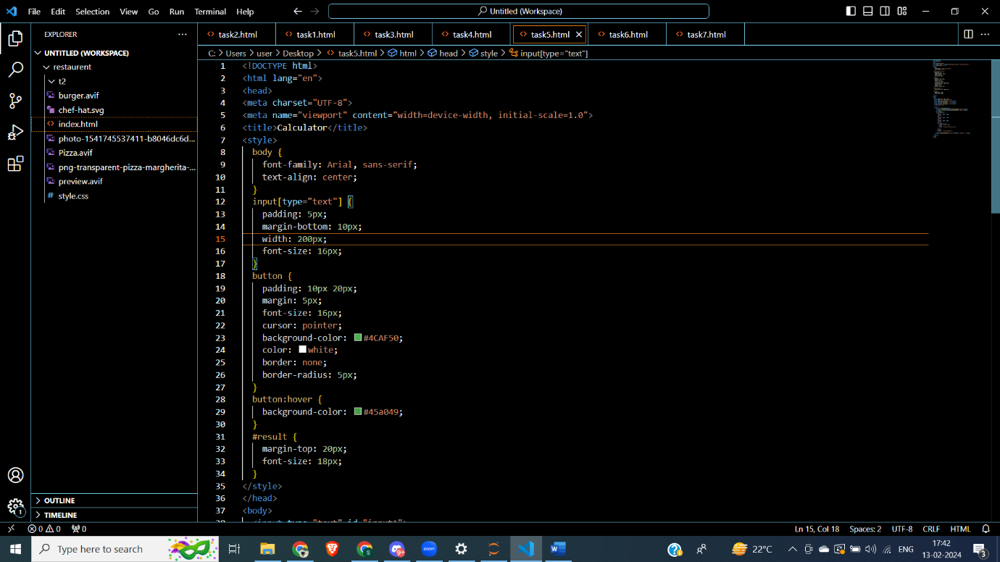 File Edit Selection View Go Run Terminal Help
Untitled (Workspace)
EXPLORER
UNTITLED (WORKSPACE)
restaurent
t2
burger.avif
chef-hat.svg
index.html
photo-1541745537411-b8046dc6d...
Pizza.avif
png-transparent-pizza-margherita-...
preview.avif
style.css
OUTLINE
TIMELINE
task2.html task1.html task3.html task4.html task5.html task6.html task7.html
C: > Users > user > Desktop > task5.html > html > head > style > input[type="text"]
1 <!DOCTYPE html>
2 <html lang="en">
3 <head>
4 <meta charset="UTF-8">
5 <meta name="viewport" content="width=device-width, initial-scale=1.0">
6 <title>Calculator</title>
7 <style>
8 body {
9 font-family: Arial, sans-serif;
10 text-align: center;
11 }
12 input[type="text"] {
13 padding: 5px;
14 margin-bottom: 10px;
15 width: 200px;
16 font-size: 16px;
17 }
18 button {
19 padding: 10px 20px;
20 margin: 5px;
21 font-size: 16px;
22 cursor: pointer;
23 background-color: #4CAF50;
24 color: white;
25 border: none;
26 border-radius: 5px;
27 }
28 button:hover {
29 background-color: #45a049;
30 }
31 #result {
32 margin-top: 20px;
33 font-size: 18px;
34 }
35 </style>
36 </head>
37 <body>
38 <input type="text" id="input1">
1
0 0 0
Ln 15, Col 18 Spaces: 2 UTF-8 CRLF HTML
Type here to search
9+
zoom
22°C
ENG
17:42
13-02-2024
3